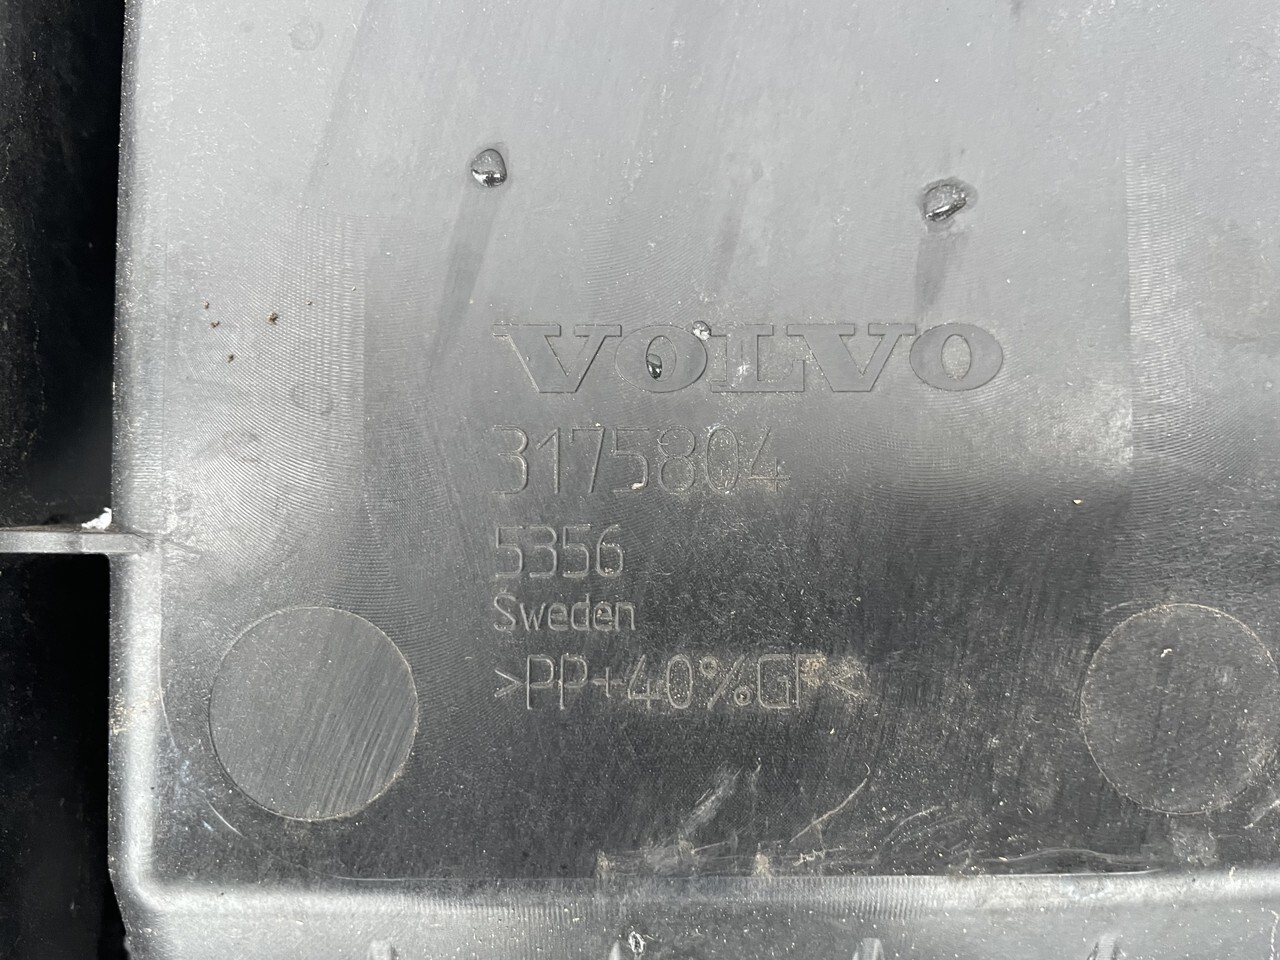 VOLVO
3175804
5356
Sweden
>PP+40%GF<